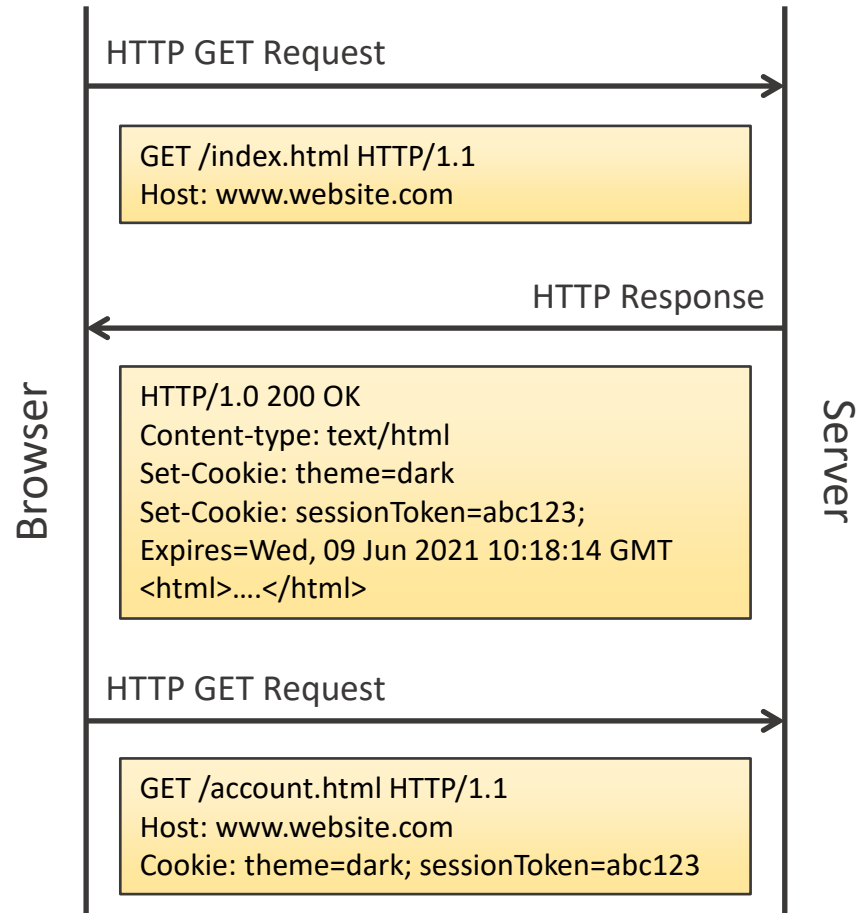 HTTP GET Request
GET /index.html HTTP/1.1
Host: www.website.com
HTTP Response
HTTP/1.0 200 OK
Content-type: text/html
Set-Cookie: theme=dark
Set-Cookie: sessionToken=abc123;
Expires=Wed, 09 Jun 2021 10:18:14 GMT
<html>....</html>
Browser
Server
HTTP GET Request
GET /account.html HTTP/1.1
Host: www.website.com
Cookie: theme=dark; sessionToken=abc123